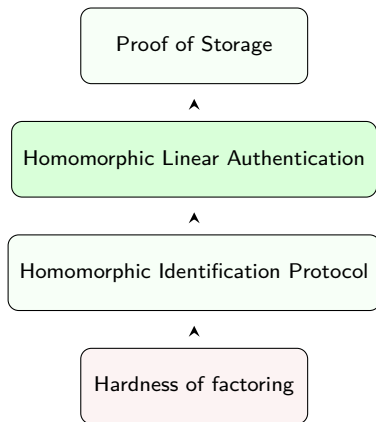 Proof of Storage
Homomorphic Linear Authentication
Homomorphic Identification Protocol
Hardness of factoring